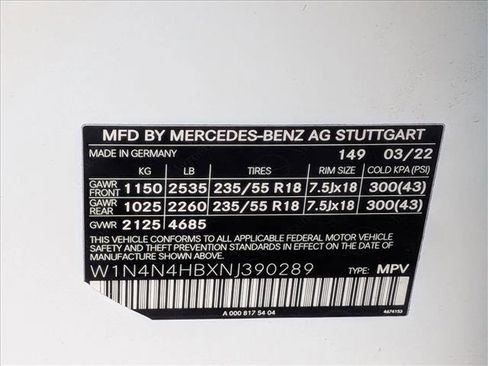 MFD BY MERCEDES-BENZ AG STUTTGART
MADE IN GERMANY 149 03/22
KG LB TIRES RIM SIZE COLD KPA (PSI)
GAWR FRONT 1150 2535 235/55 R18 7.5Jx18 300(43)
GAWR REAR 1025 2260 235/55 R18 7.5Jx18 300(43)
GVWR 2125 4685
THIS VEHICLE CONFORMS TO ALL APPLICABLE FEDERAL MOTOR VEHICLE
SAFETY AND THEFT PREVENTION STANDARDS IN EFFECT ON THE DATE
OF MANUFACTURE SHOWN ABOVE.
W1N4N4HBXNJ390289 TYPE: MPV
A 000 817 54 04 4674153